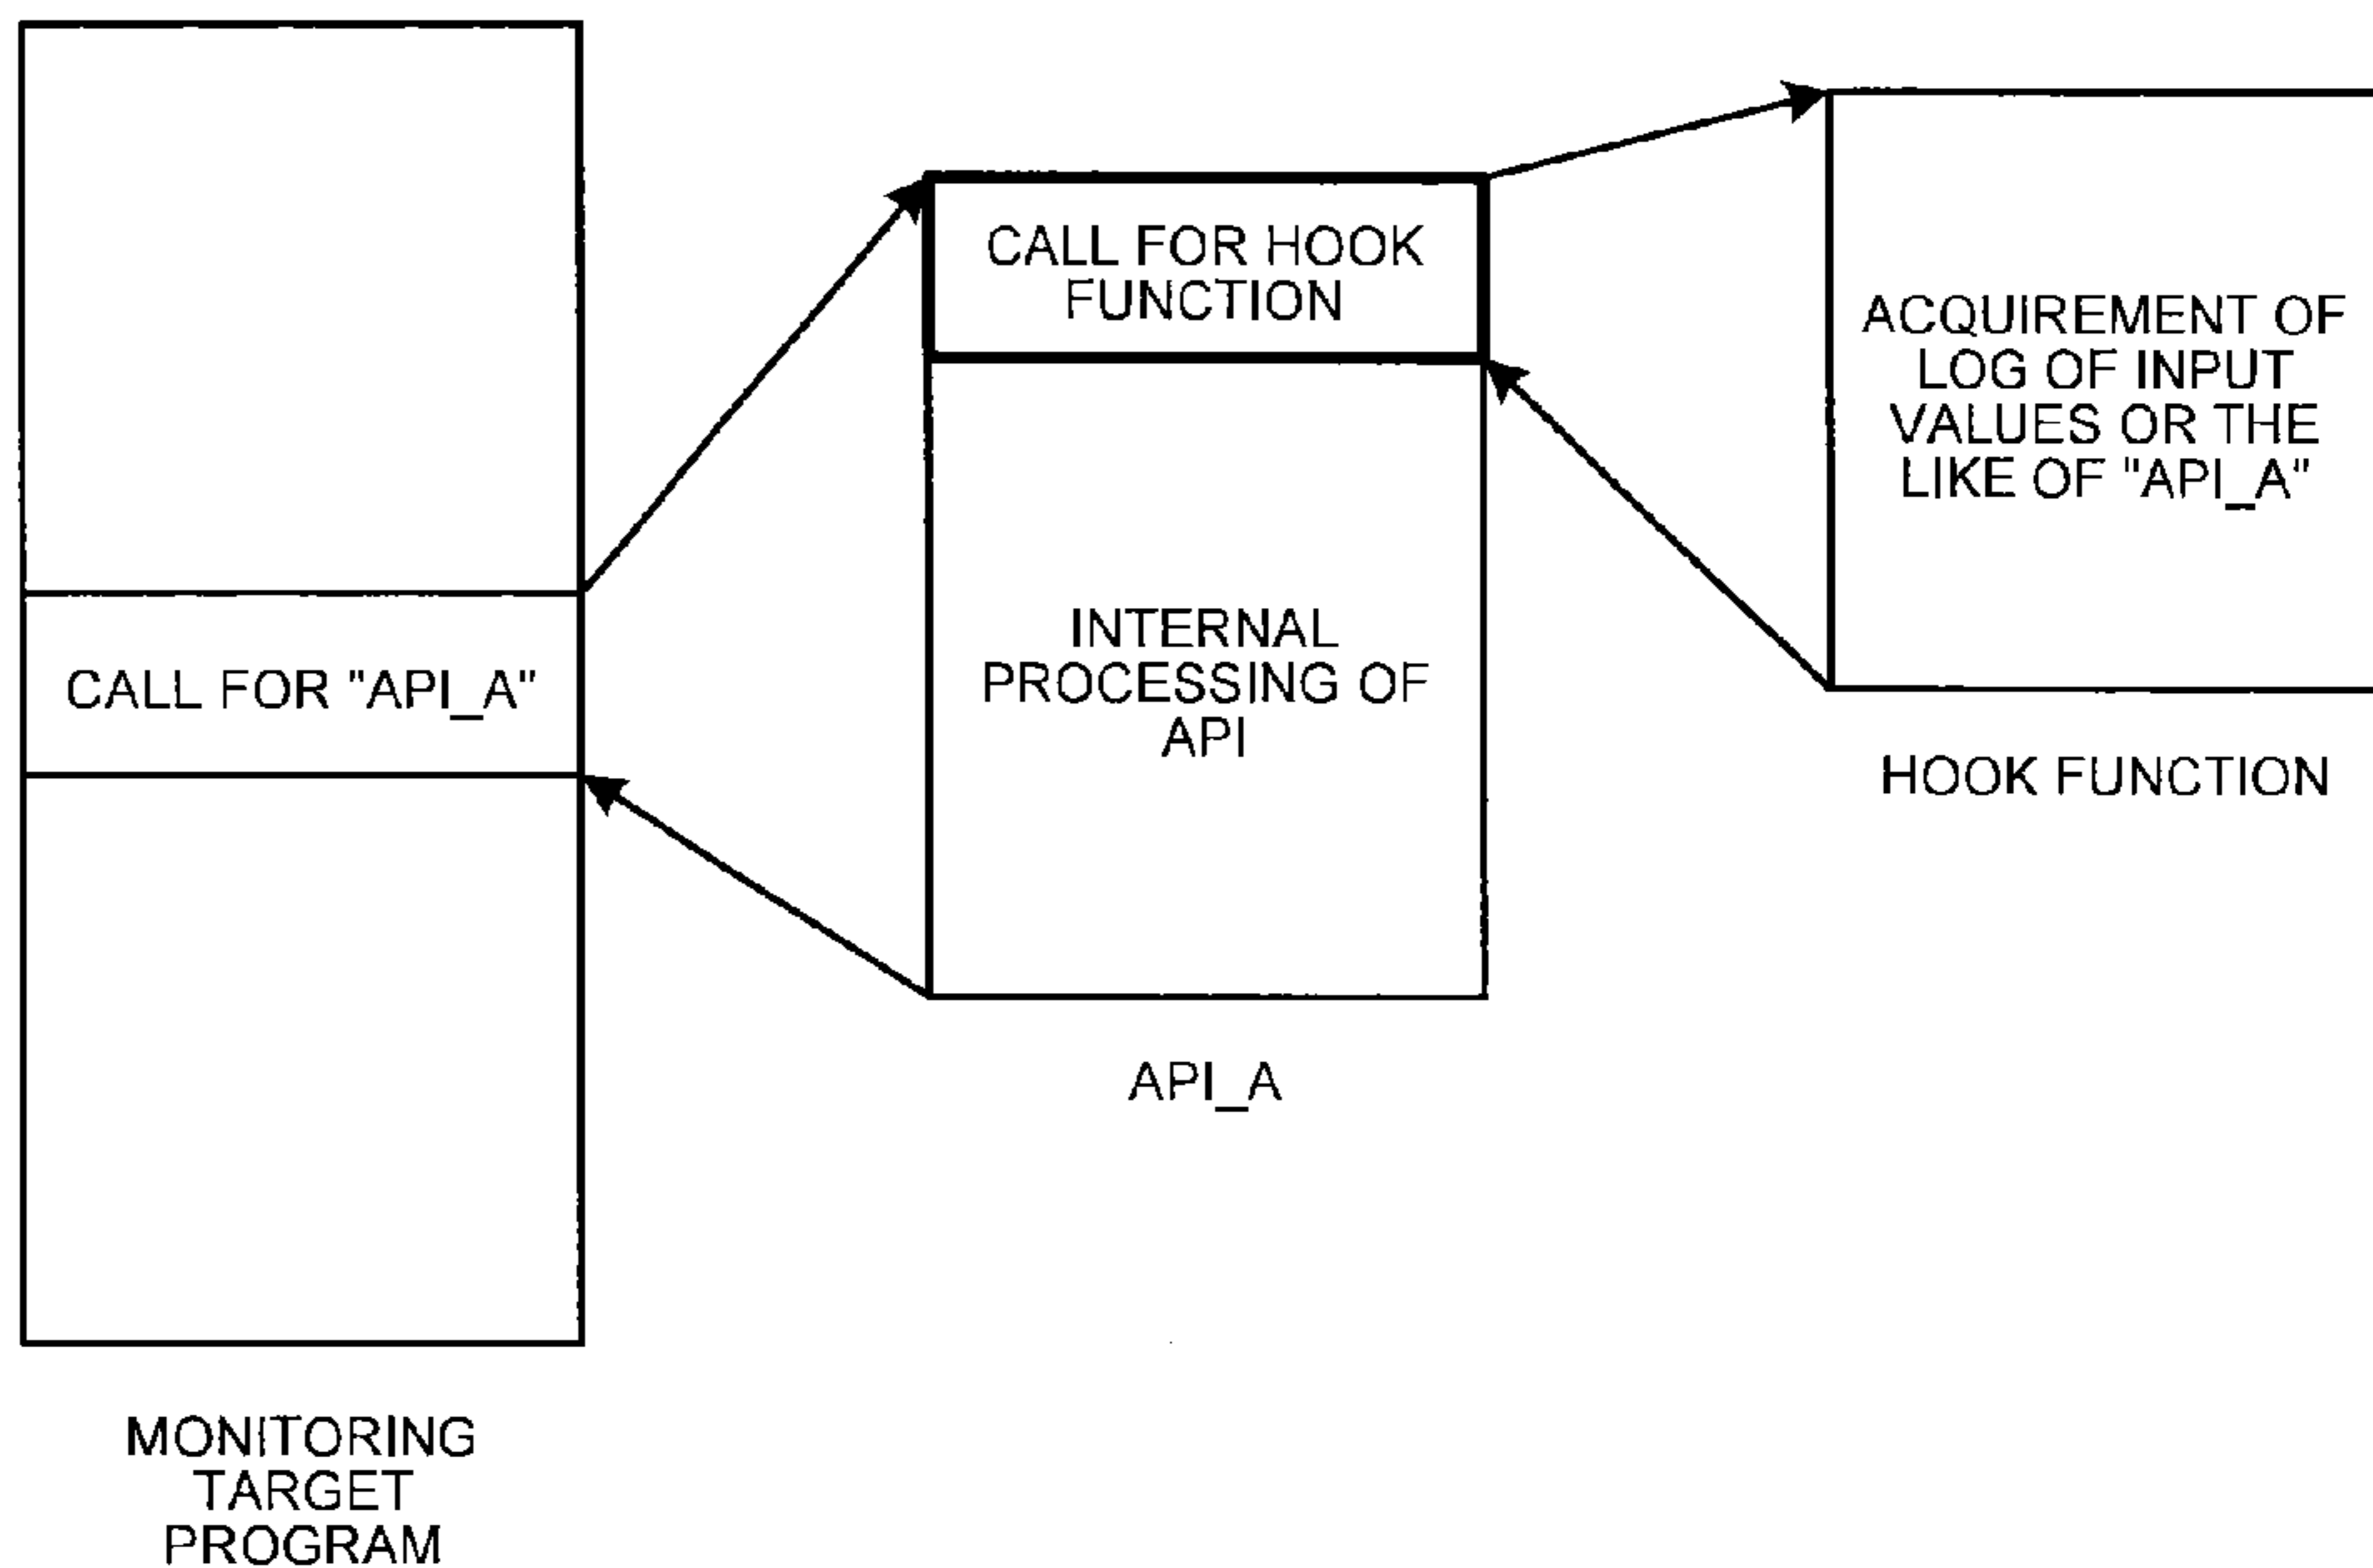 CALL FOR "API_A"
MONITORING
TARGET
PROGRAM
CALL FOR HOOK
FUNCTION
INTERNAL
PROCESSING OF
API
API_A
ACQUIREMENT OF
LOG OF INPUT
VALUES OR THE
LIKE OF "API_A"
HOOK FUNCTION